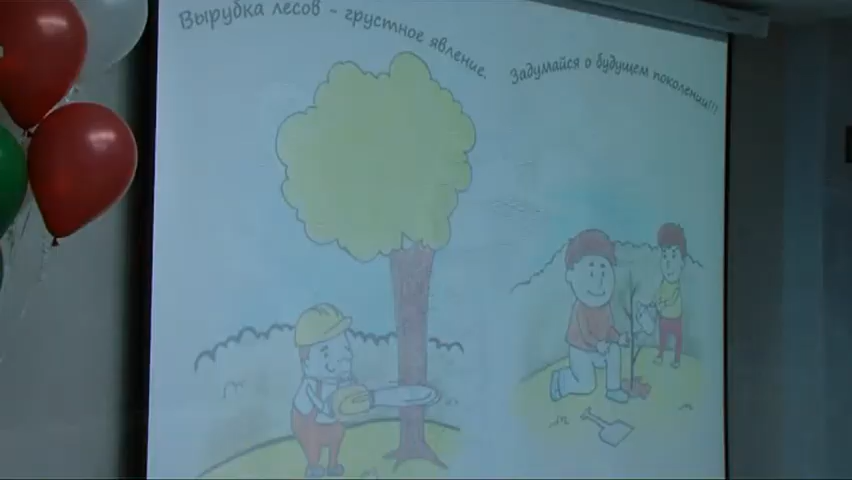 Вырубка лесов - грустное явление.
Задумайся о будущем поколении!!!